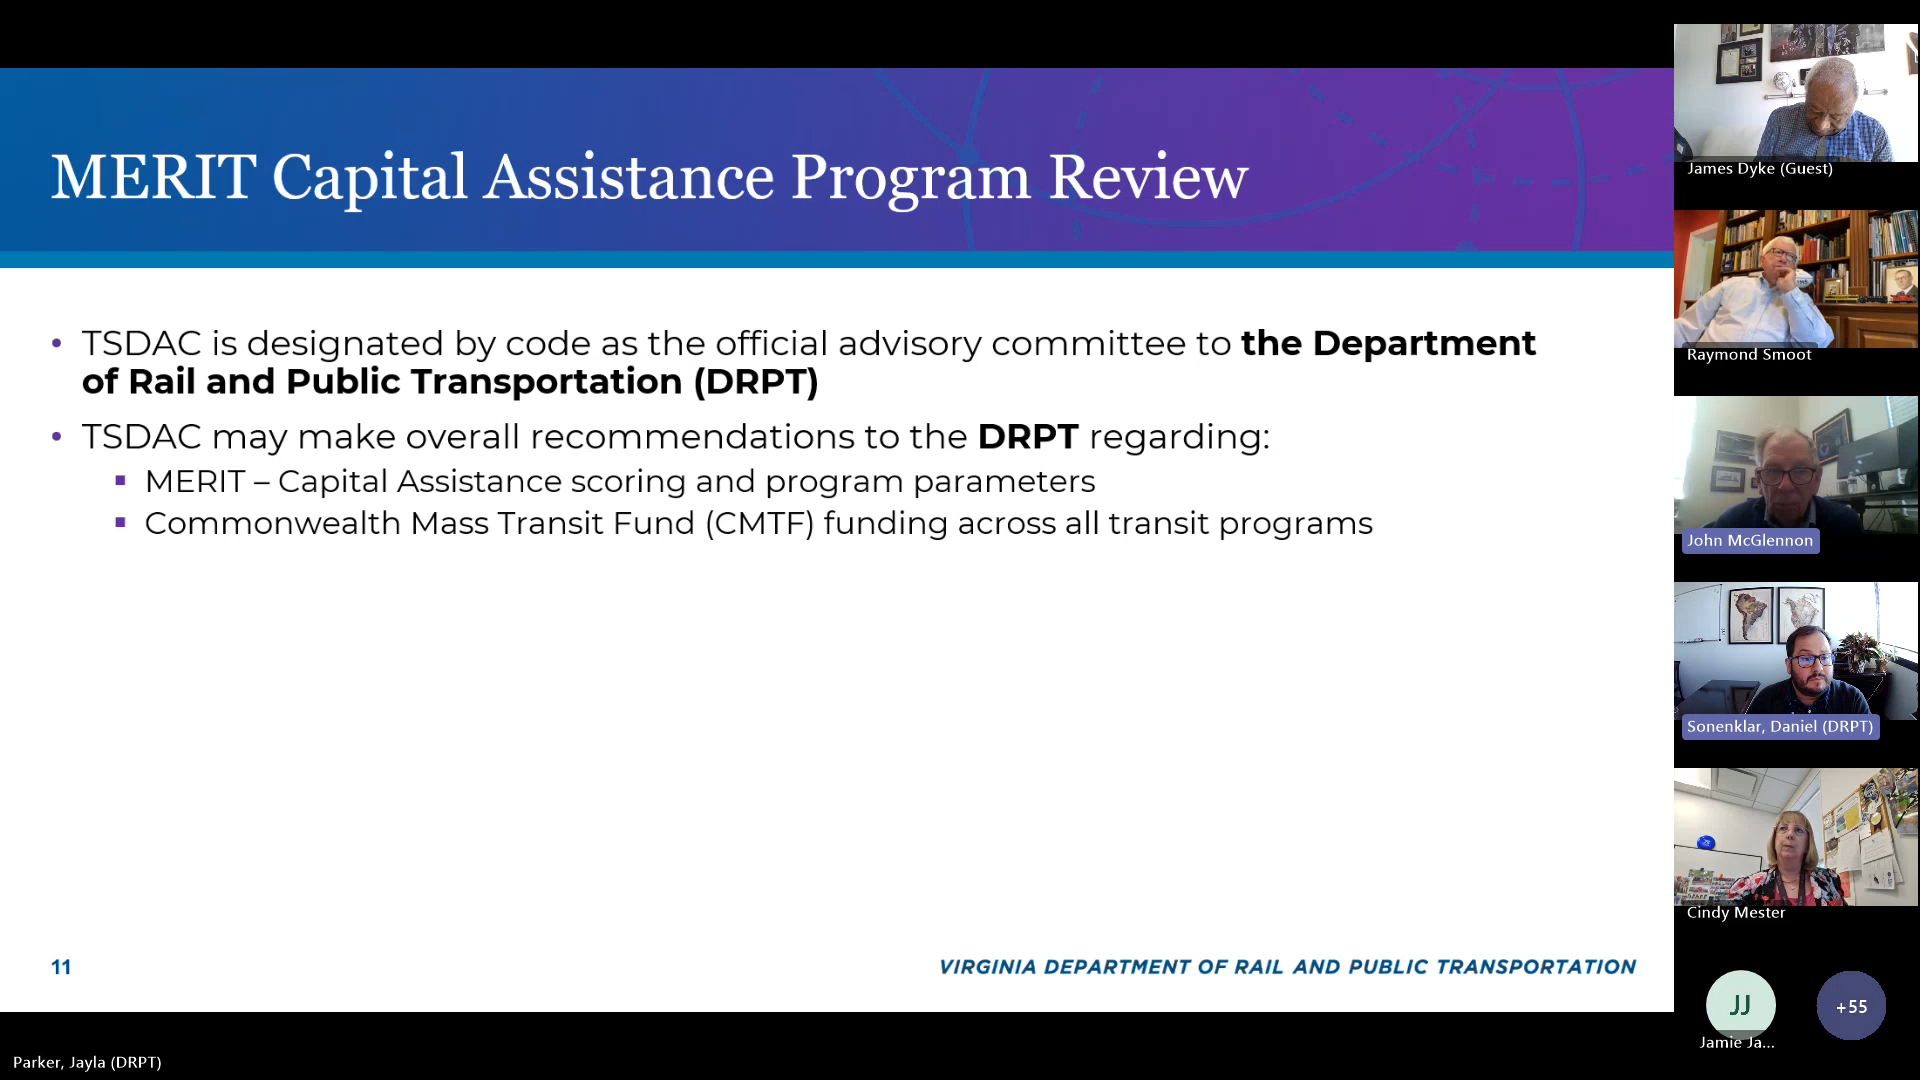 MERIT Capital Assistance Program Review
• TSDAC is designated by code as the official advisory committee to the Department
of Rail and Public Transportation (DRPT)
• TSDAC may make overall recommendations to the DRPT regarding:
▪ MERIT – Capital Assistance scoring and program parameters
▪ Commonwealth Mass Transit Fund (CMTF) funding across all transit programs
11
VIRGINIA DEPARTMENT OF RAIL AND PUBLIC TRANSPORTATION
James Dyke (Guest)
Raymond Smoot
John McGlennon
Sonenklar, Daniel (DRPT)
Cindy Mester
JJ
+55
Jamie Ja...
Parker, Jayla (DRPT)